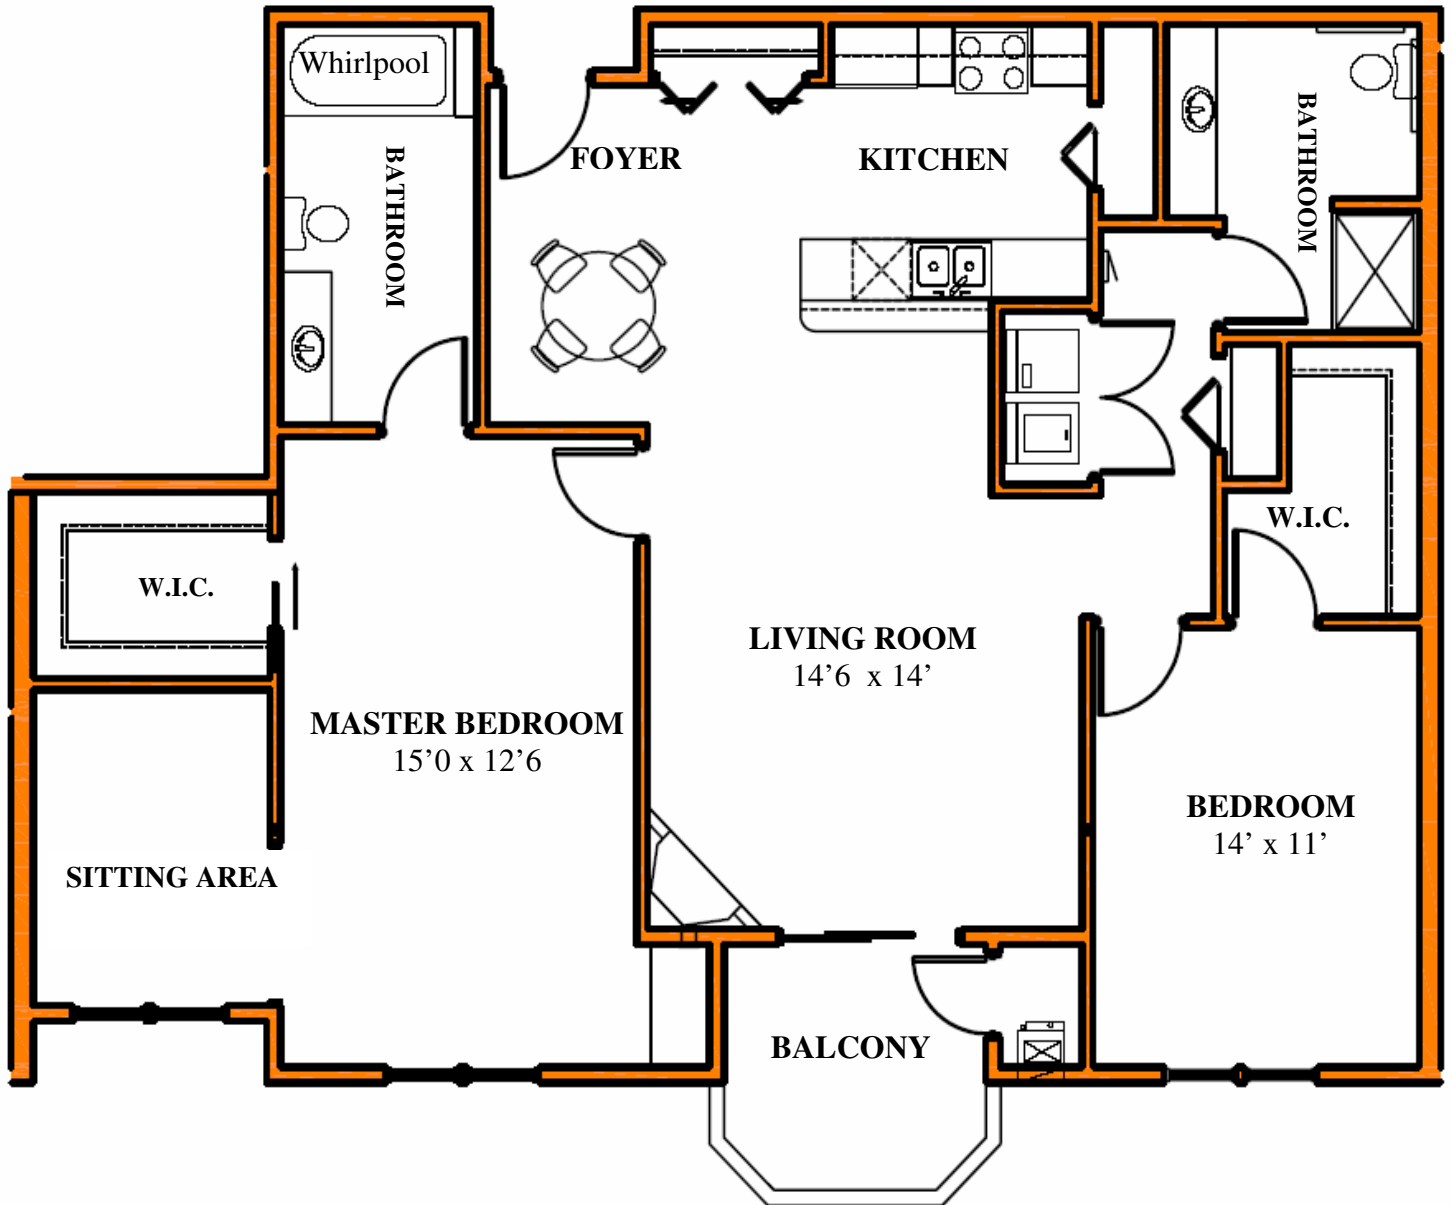 Whirlpool
BATHROOM
FOYER
KITCHEN
BATHROOM
W.I.C.
W.I.C.
LIVING ROOM
14’6  x 14’
MASTER BEDROOM
15’0 x 12’6
BEDROOM
14’ x 11’
SITTING AREA
BALCONY